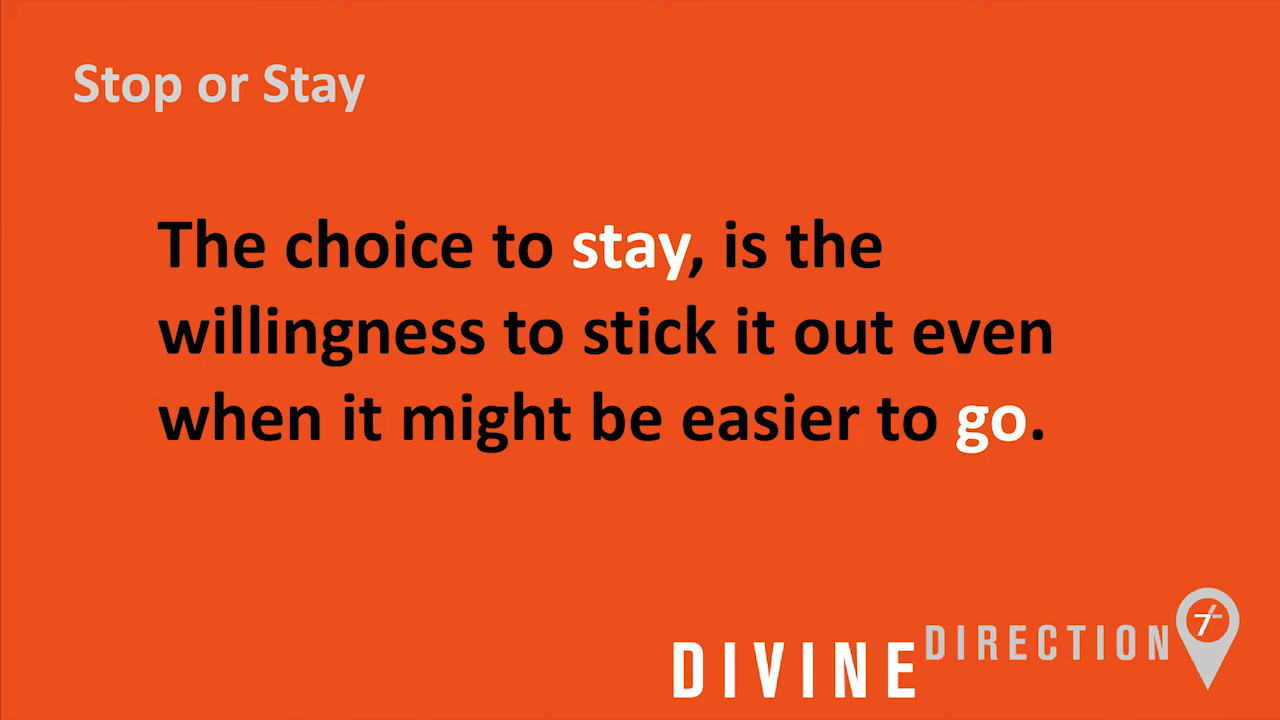 Stop or Stay
The choice to stay, is the
willingness to stick it out even
when it might be easier to go.
DIVINE DIRECTION